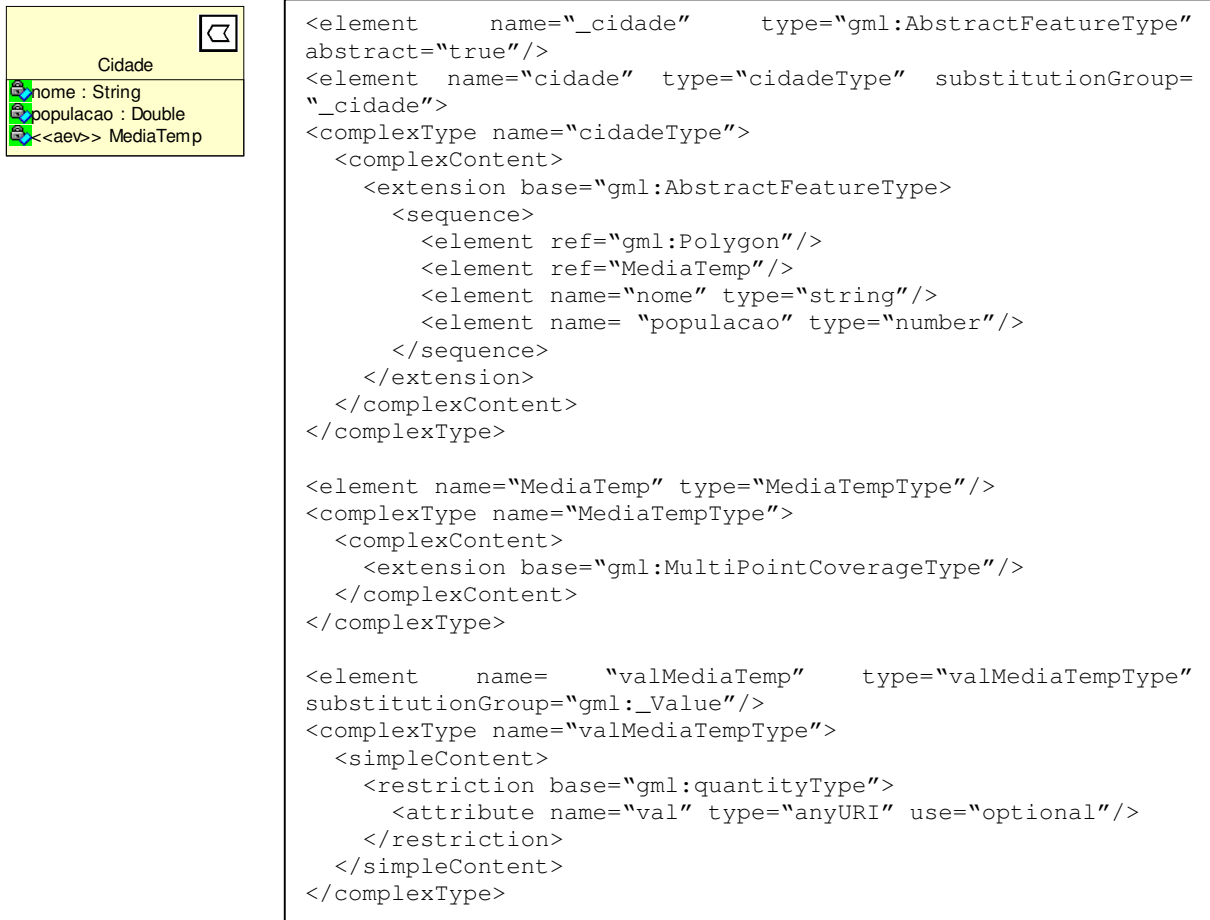 Cidade
nome : String
populacao : Double
<<aev>> MediaTemp
<element name=“_cidade” type=“gml:AbstractFeatureType”
abstract=“true”/>
<element name=“cidade” type=“cidadeType” substitutionGroup=
“_cidade”>
<complexType name=“cidadeType”>
<complexContent>
<extension base=“gml:AbstractFeatureType>
<sequence>
<element ref=“gml:Polygon”/>
<element ref=“MediaTemp”/>
<element name=“nome” type=“string”/>
<element name= “populacao” type=“number”/>
</sequence>
</extension>
</complexContent>
</complexType>
<element name=“MediaTemp” type=“MediaTempType”/>
<complexType name=“MediaTempType”>
<complexContent>
<extension base=“gml:MultiPointCoverageType”/>
</complexContent>
</complexType>
<element name= “valMediaTemp” type=“valMediaTempType”
substitutionGroup=“gml:_Value”/>
<complexType name=“valMediaTempType”>
<simpleContent>
<restriction base=“gml:quantityType”>
<attribute name=“val” type=“anyURI” use=“optional”/>
</restriction>
</simpleContent>
</complexType>